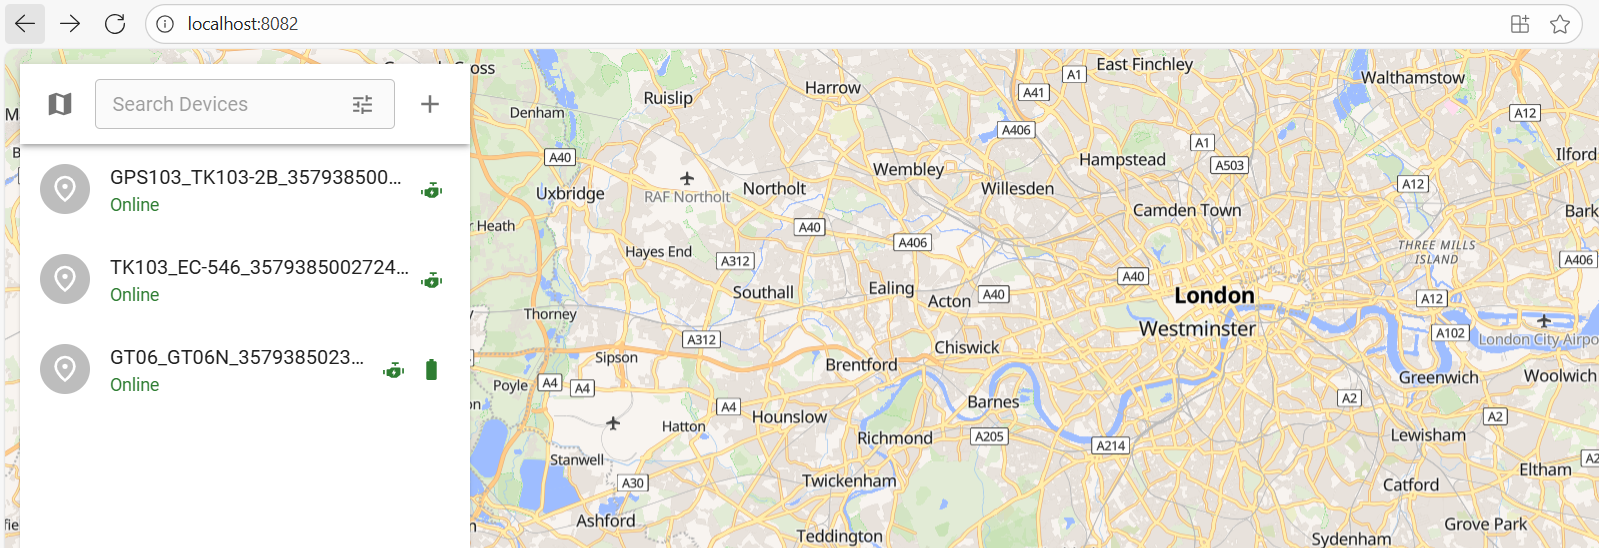 localhost:8082
Search Devices
GPS103_TK103-2B_357938500...
Online
TK103_EC-546_3579385002724...
Online
GT06_GT06N_3579385023...
Online
East Finchley
A1
Walthamstow
Harrow
A41
Ruislip
Denham
A406
A12
A40
A1
Ilford
Wembley
Hampstead
A503
Uxbridge
RAF Northolt
Northolt
Willesden
A12
Camden Town
Bark
r Heath
A40
A406
THREE MILLS
ISLAND
Hayes End
A312
A406
A40
Southall
Ealing
Acton
A40
London
A12
Thorney
Westminster
A102
A312
London City Airpo
Sipson
Chiswick
Brentford
Poyle
A4
A4
Greenwich
Woolwich
A4
Hounslow
Barnes
A2
A2
Hatton
Richmond
A205
A214
Lewisham
Stanwell
A2
Eltham
A30
Twickenham
Catford
Ashford
Teddington
Grove Park
Sydenham